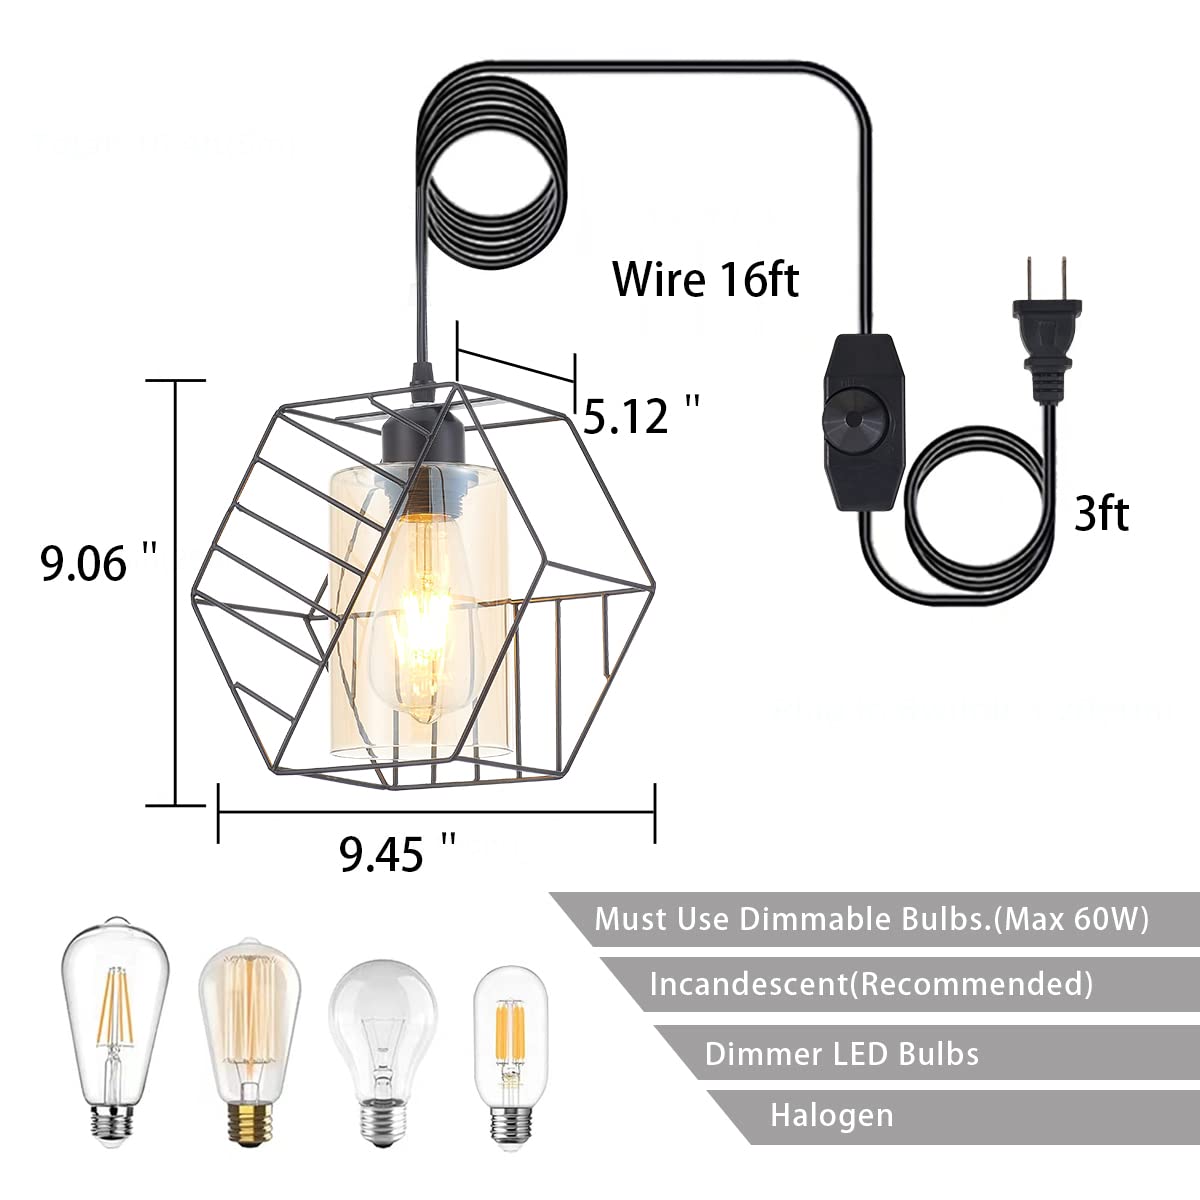 Wire 16ft
5.12 "
9.06 "
3ft
9.45 "
Must Use Dimmable Bulbs.(Max 60W)
Incandescent(Recommended)
Dimmer LED Bulbs
Halogen